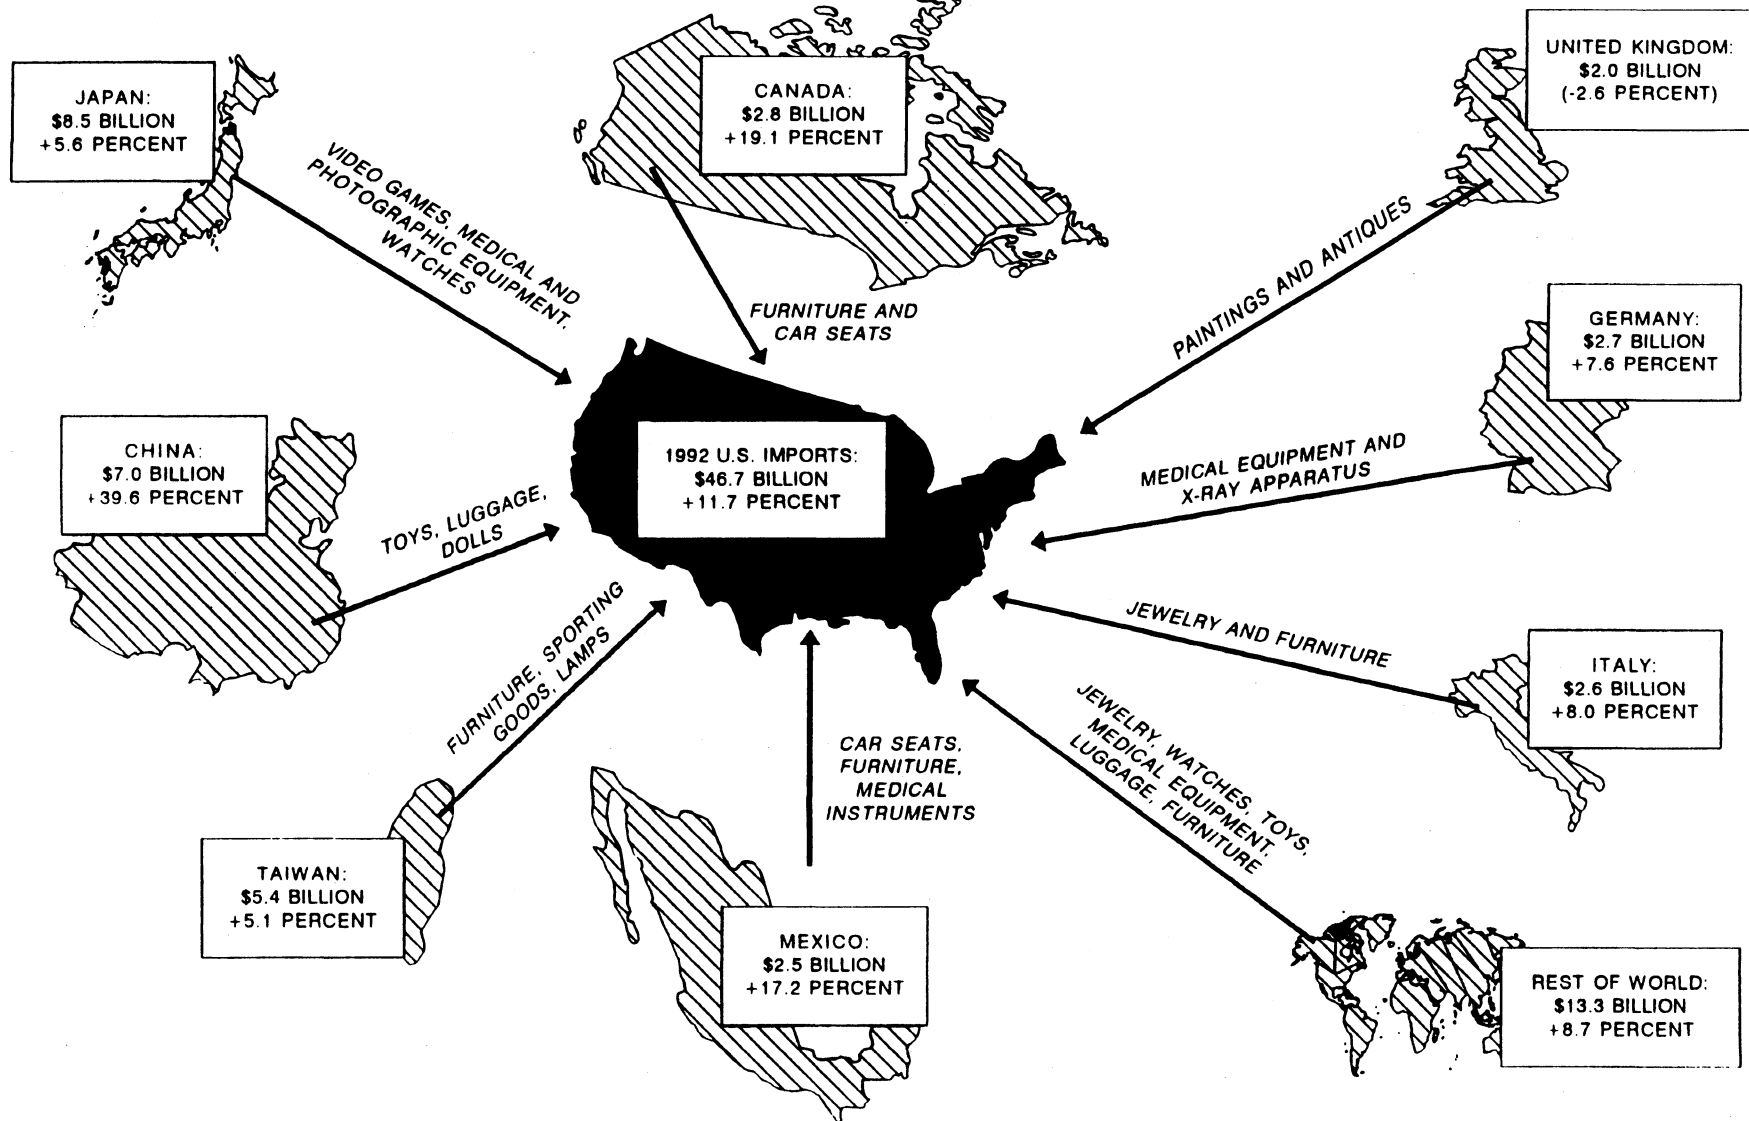 JAPAN:
$8.5 BILLION
+5.6 PERCENT
CANADA:
$2.8 BILLION
+19.1 PERCENT
UNITED KINGDOM:
$2.0 BILLION
(-2.6 PERCENT)
VIDEO GAMES, MEDICAL AND
PHOTOGRAPHIC EQUIPMENT,
WATCHES
FURNITURE AND
CAR SEATS
PAINTINGS AND ANTIQUES
GERMANY:
$2.7 BILLION
+7.6 PERCENT
CHINA:
$7.0 BILLION
+39.6 PERCENT
TOYS, LUGGAGE,
DOLLS
1992 U.S. IMPORTS:
$46.7 BILLION
+11.7 PERCENT
MEDICAL EQUIPMENT AND
X-RAY APPARATUS
JEWELRY AND FURNITURE
ITALY:
$2.6 BILLION
+8.0 PERCENT
FURNITURE, SPORTING
GOODS, LAMPS
CAR SEATS,
FURNITURE,
MEDICAL
INSTRUMENTS
JEWELRY, WATCHES, TOYS,
MEDICAL EQUIPMENT,
LUGGAGE, FURNITURE
TAIWAN:
$5.4 BILLION
+5.1 PERCENT
MEXICO:
$2.5 BILLION
+17.2 PERCENT
REST OF WORLD:
$13.3 BILLION
+8.7 PERCENT